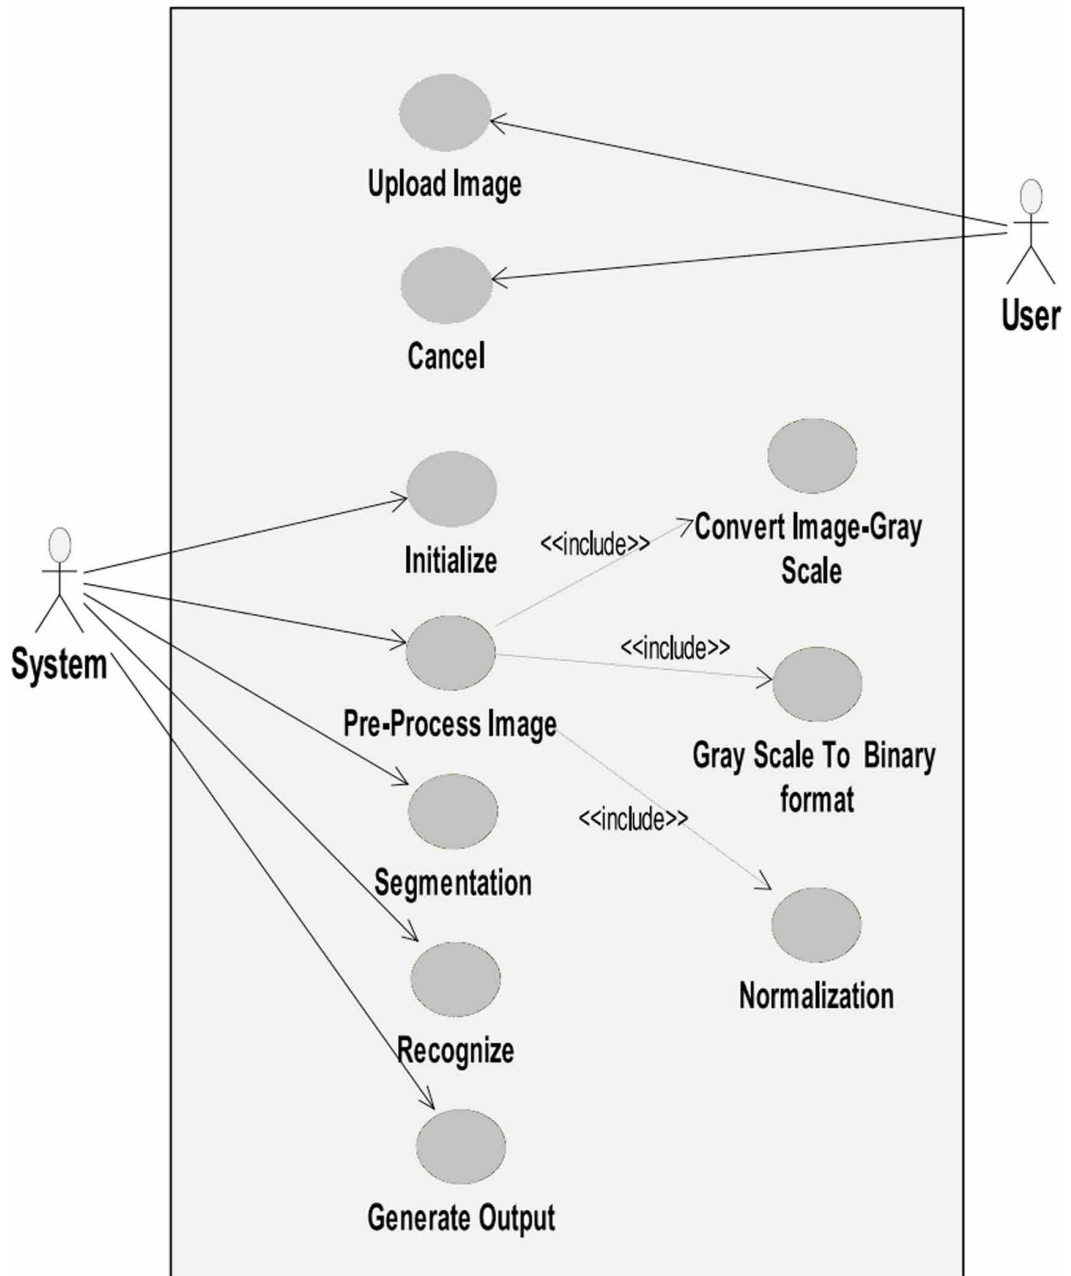 Upload Image
User
Cancel
Initialize
<<include>>
Convert Image-Gray
Scale
System
<<include>>
Pre-Process Image
Gray Scale To Binary
format
<<include>>
Segmentation
Normalization
Recognize
Generate Output